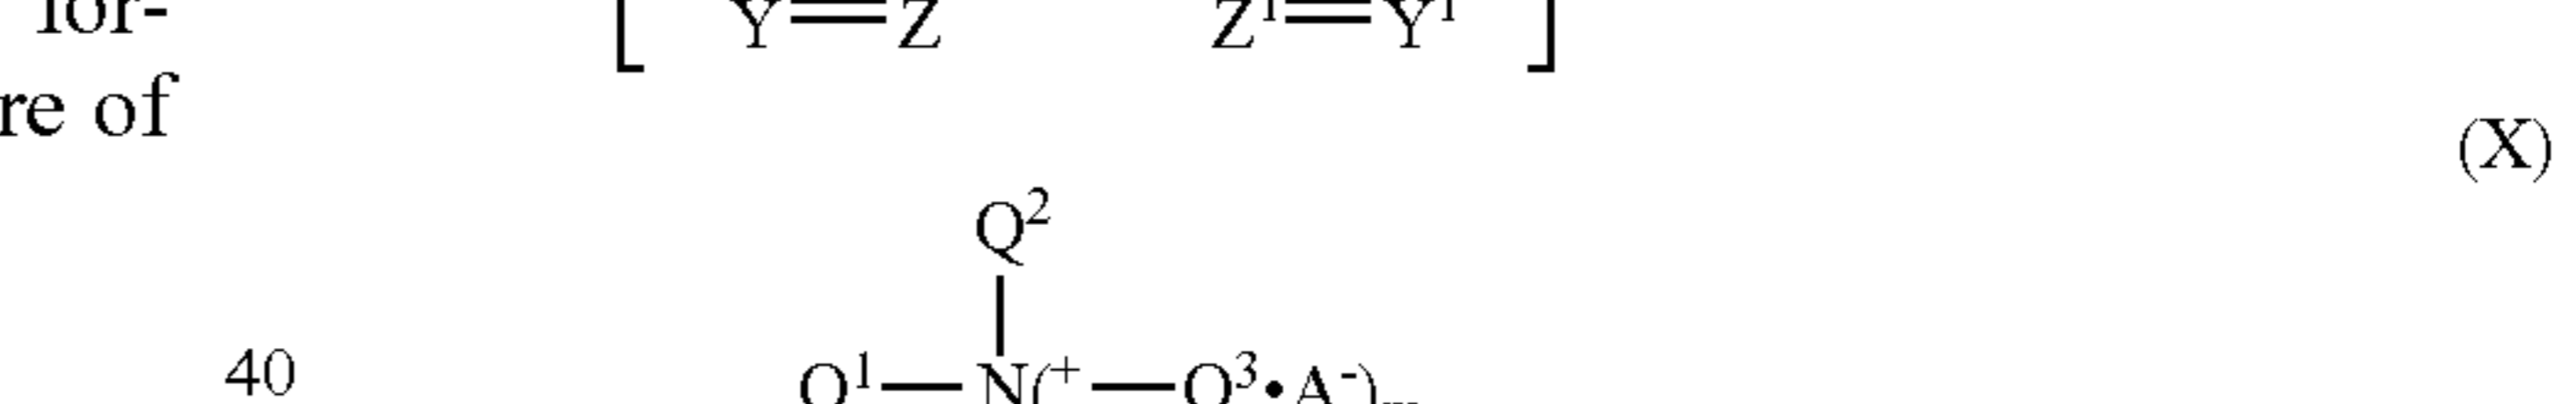 for-
[ Y=Z Z¹=Y¹ ]
re of
(X)
Q²
40
Q¹—N(⁺—Q³•A⁻)m